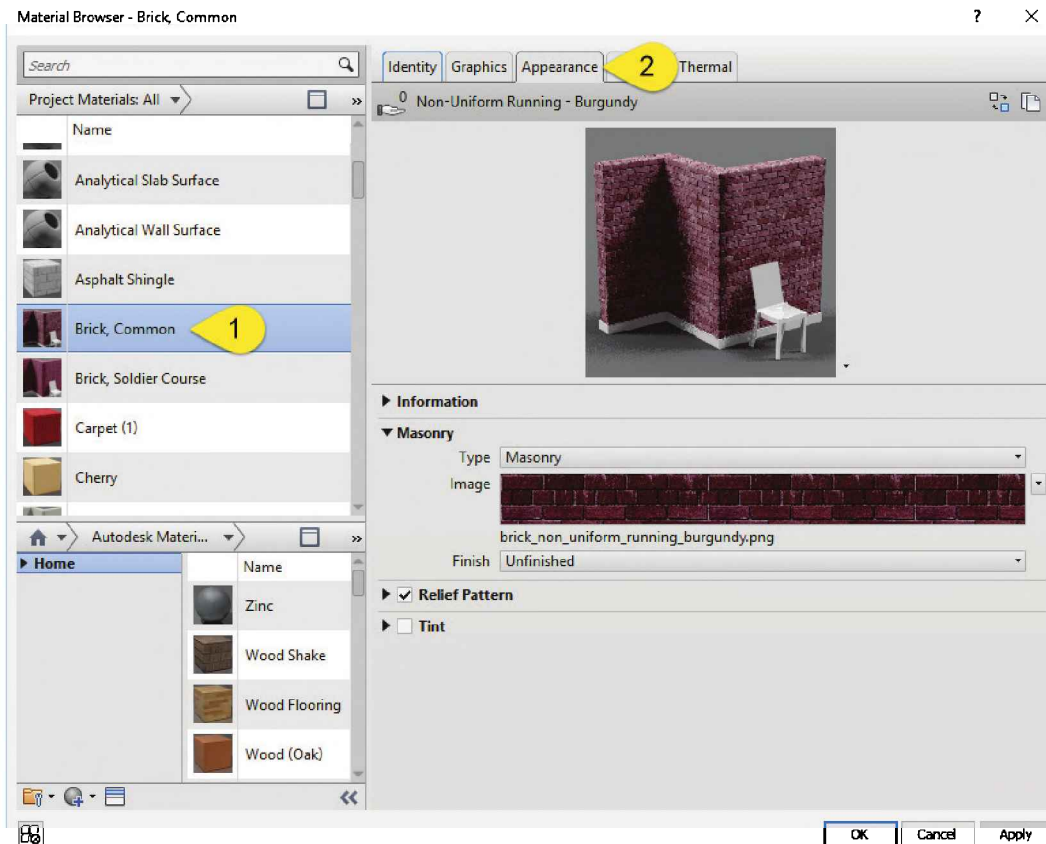 Material Browser - Brick, Common
?
Search
Project Materials: All
»
Name
Analytical Slab Surface
Analytical Wall Surface
Asphalt Shingle
Brick, Common
1
Brick, Soldier Course
Carpet (1)
Cherry
Autodesk Materi...
»
Home
Name
Zinc
Wood Shake
Wood Flooring
Wood (Oak)
Identity
Graphics
Appearance
2
Thermal
0
Non-Uniform Running - Burgundy
Information
Masonry
Type
Masonry
Image
brick_non_uniform_running_burgundy.png
Finish
Unfinished
Relief Pattern
Tint
OK
Cancel
Apply